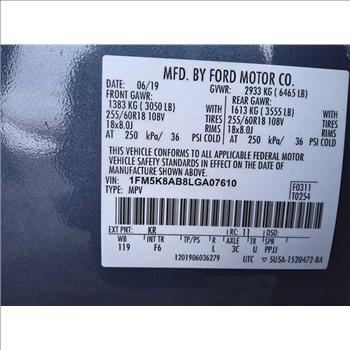 MFD. BY FORD MOTOR CO.
DATE: 06/19 GVWR: 2933 KG ( 6465 LB)
FRONT GAWR: REAR GAWR:
1383 KG ( 3050 LB) 1613 KG ( 3555 LB)
255/60R18 108V TIRES 255/60R18 108V TIRES
18x8.0J RIMS 18x8.0J RIMS
AT 250 kPa/ 36 PSI COLD AT 250 kPa/ 36 PSI COLD
THIS VEHICLE CONFORMS TO ALL APPLICABLE FEDERAL MOTOR
VEHICLE SAFETY AND BUMPER STANDARDS IN EFFECT ON THE DATE OF
MANUFACTURE SHOWN ABOVE.
VIN: 1FM5K8AB8LGA07610 F0311
TYPE: MPV T0254
EXT PNT: KR RC: 11 DSO:
WB INT TR TP/PS R AXLE TR SPR
119 F6 L 3C U PPJJ
1201906036279 UTC 5U5A-1520472-BA